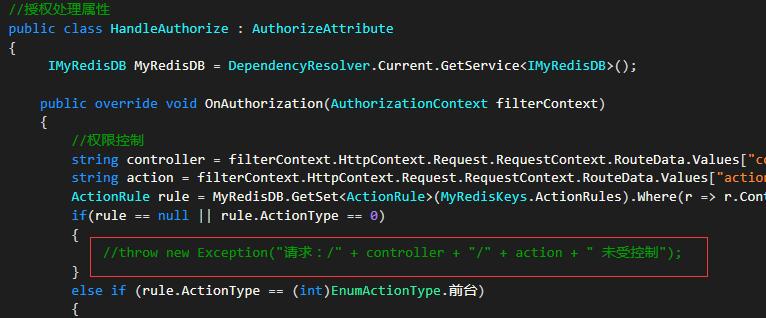 //授权处理属性
public class HandleAuthorize : AuthorizeAttribute
{
IMyRedisDB MyRedisDB = DependencyResolver.Current.GetService<IMyRedisDB>();
public override void OnAuthorization(AuthorizationContext filterContext)
{
//权限控制
string controller = filterContext.HttpContext.Request.RequestContext.RouteData.Values["co
string action = filterContext.HttpContext.Request.RequestContext.RouteData.Values["action
ActionRule rule = MyRedisDB.GetSet<ActionRule>(MyRedisKeys.ActionRules).Where(r => r.Cont
if(rule == null || rule.ActionType == 0)
{
//throw new Exception("请求：/" + controller + "/" + action + " 未受控制");
}
else if (rule.ActionType == (int)EnumActionType.前台)
{